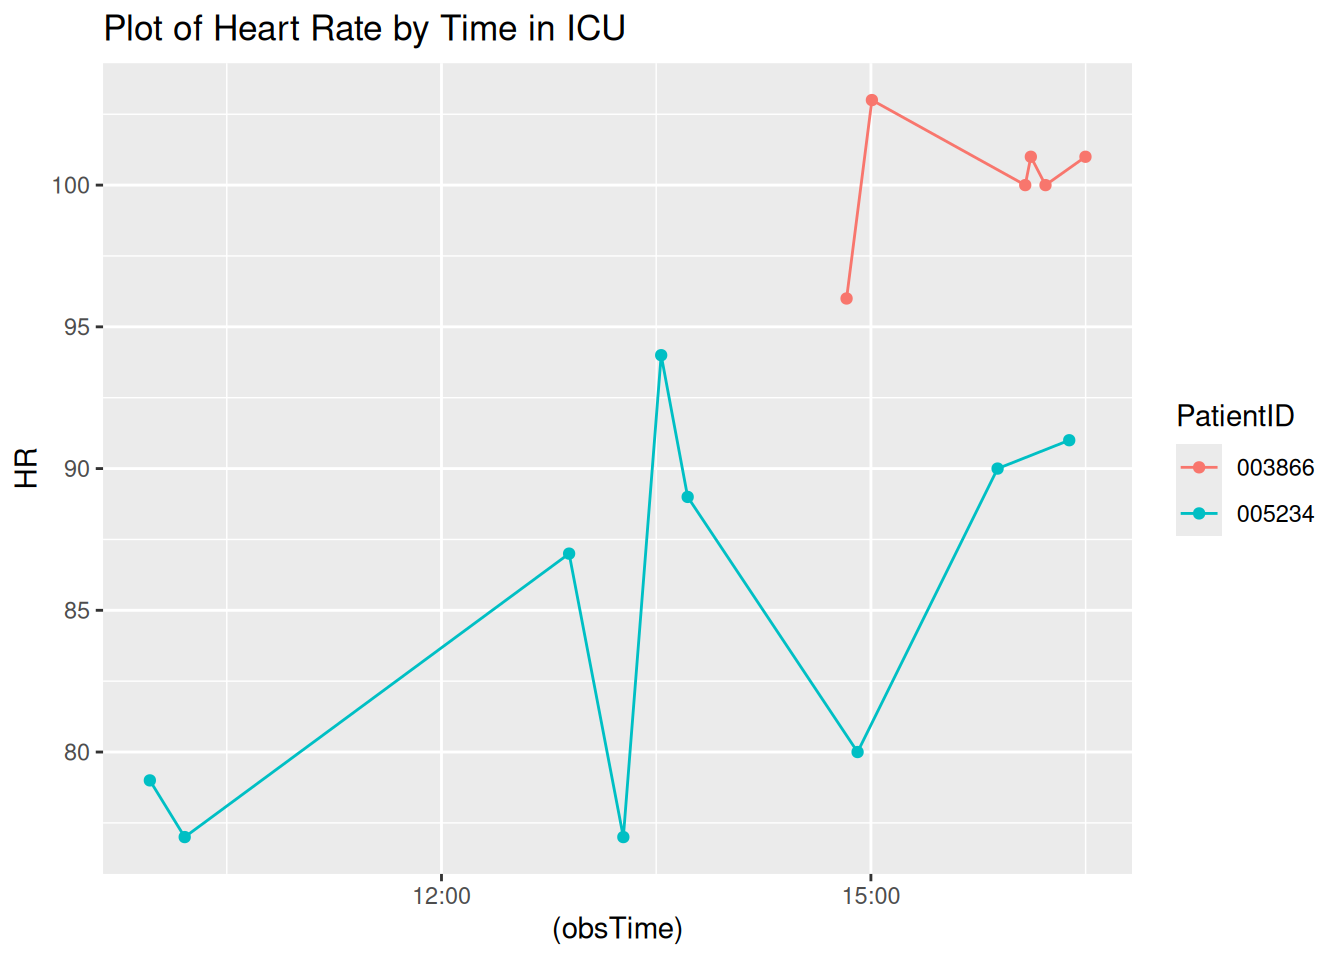 Plot of Heart Rate by Time in ICU
HR
100
95
90
85
80
12:00
15:00
(obsTime)
PatientID
003866
005234